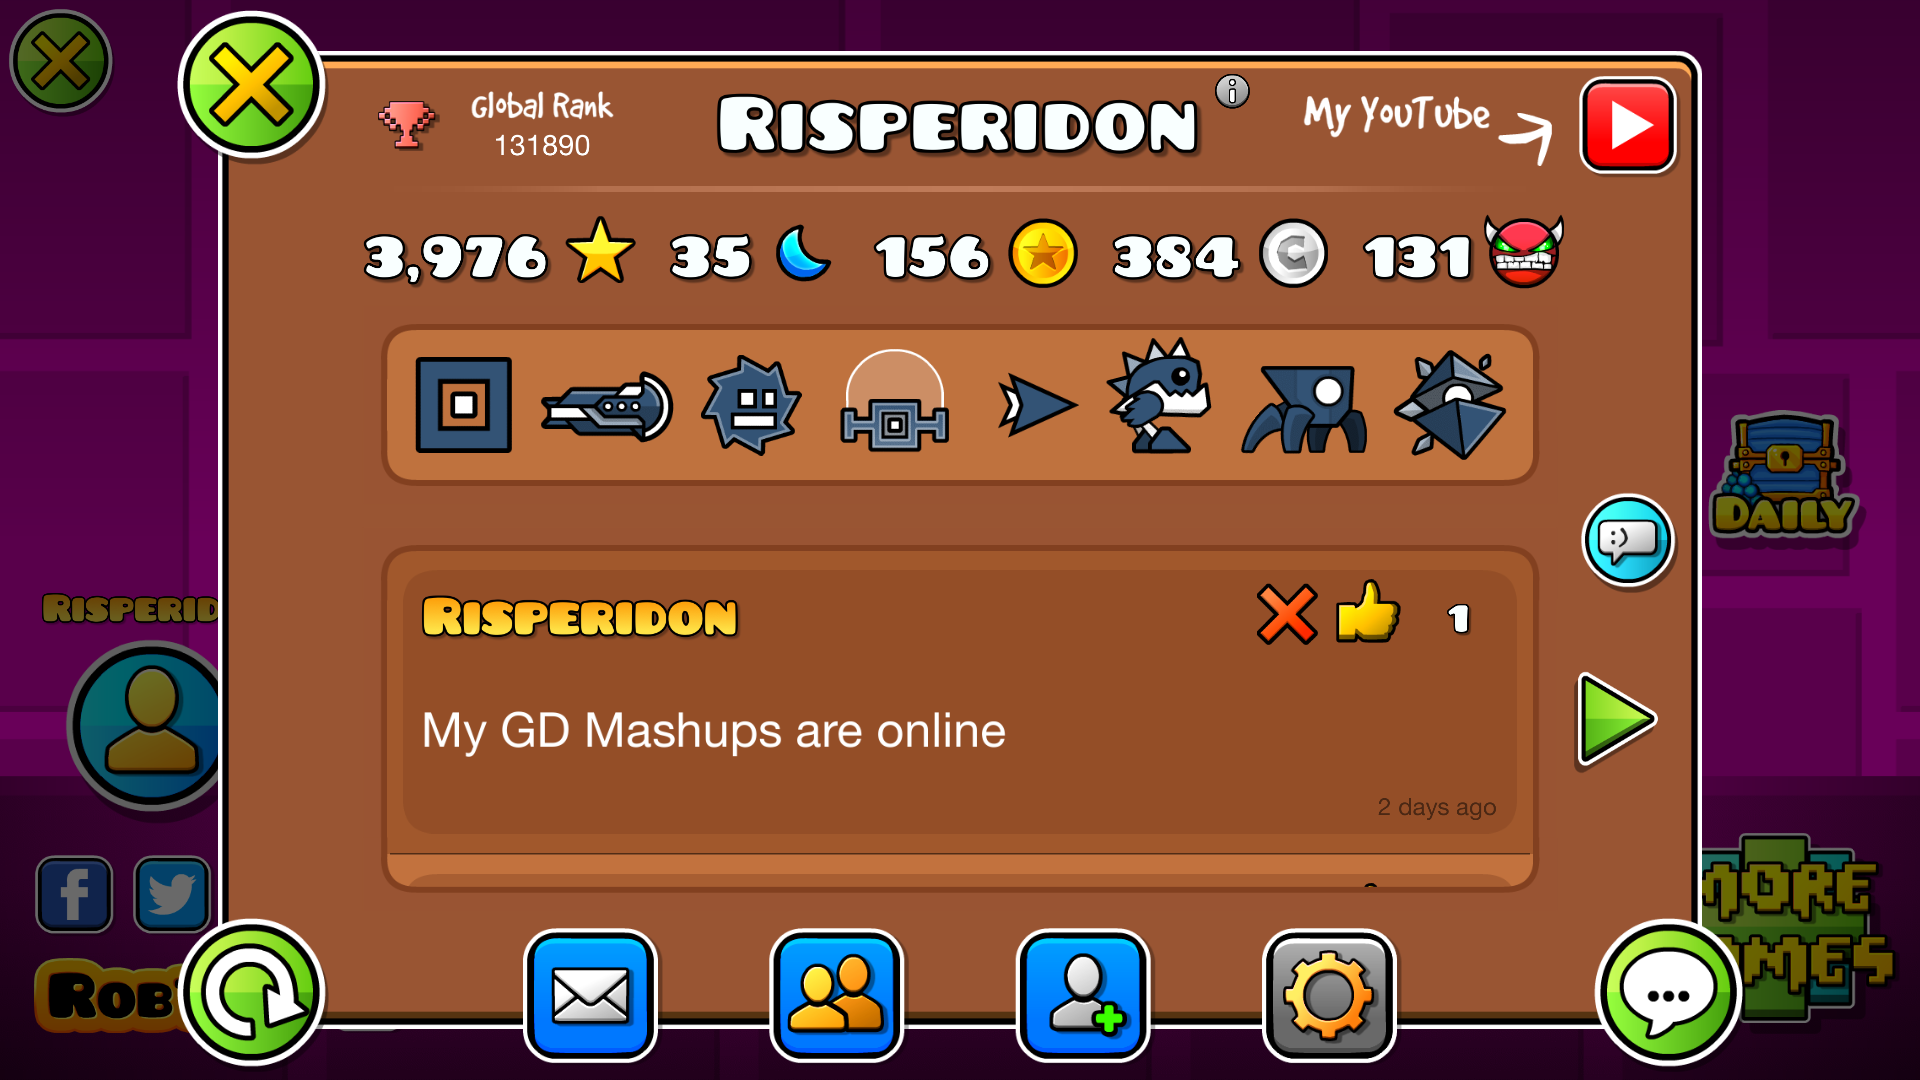 Global Rank
131890
RISPERIDON
My YouTube
3,976
35
156
384
131
RISPERIDON
1
My GD Mashups are online
2 days ago
RISPERID
DAILY
ROB
MORE